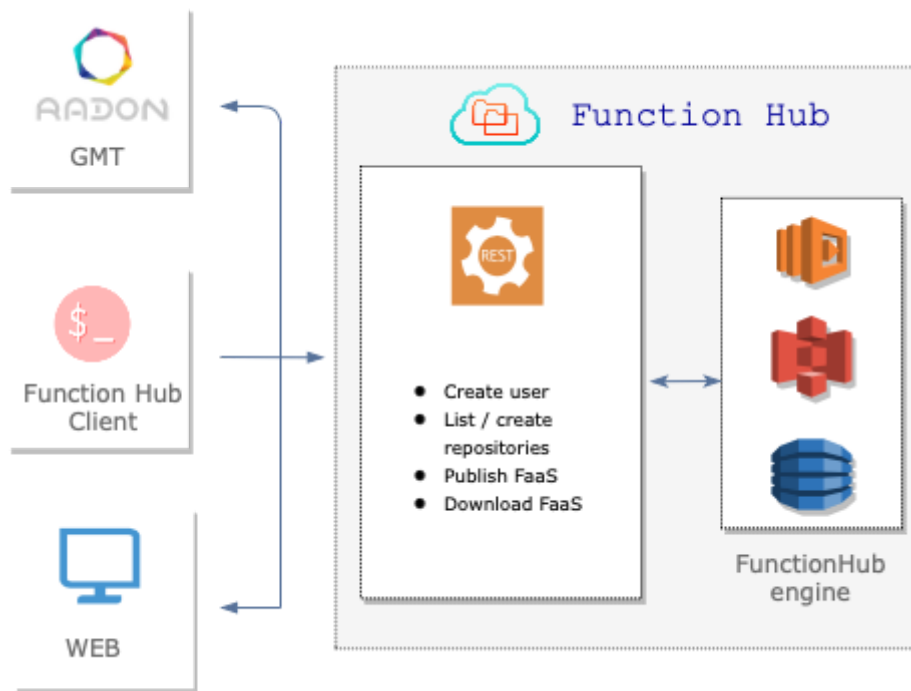 RADON
GMT
$_
Function Hub
Client
WEB
Function Hub
REST
● Create user
● List / create
repositories
● Publish FaaS
● Download FaaS
FunctionHub
engine